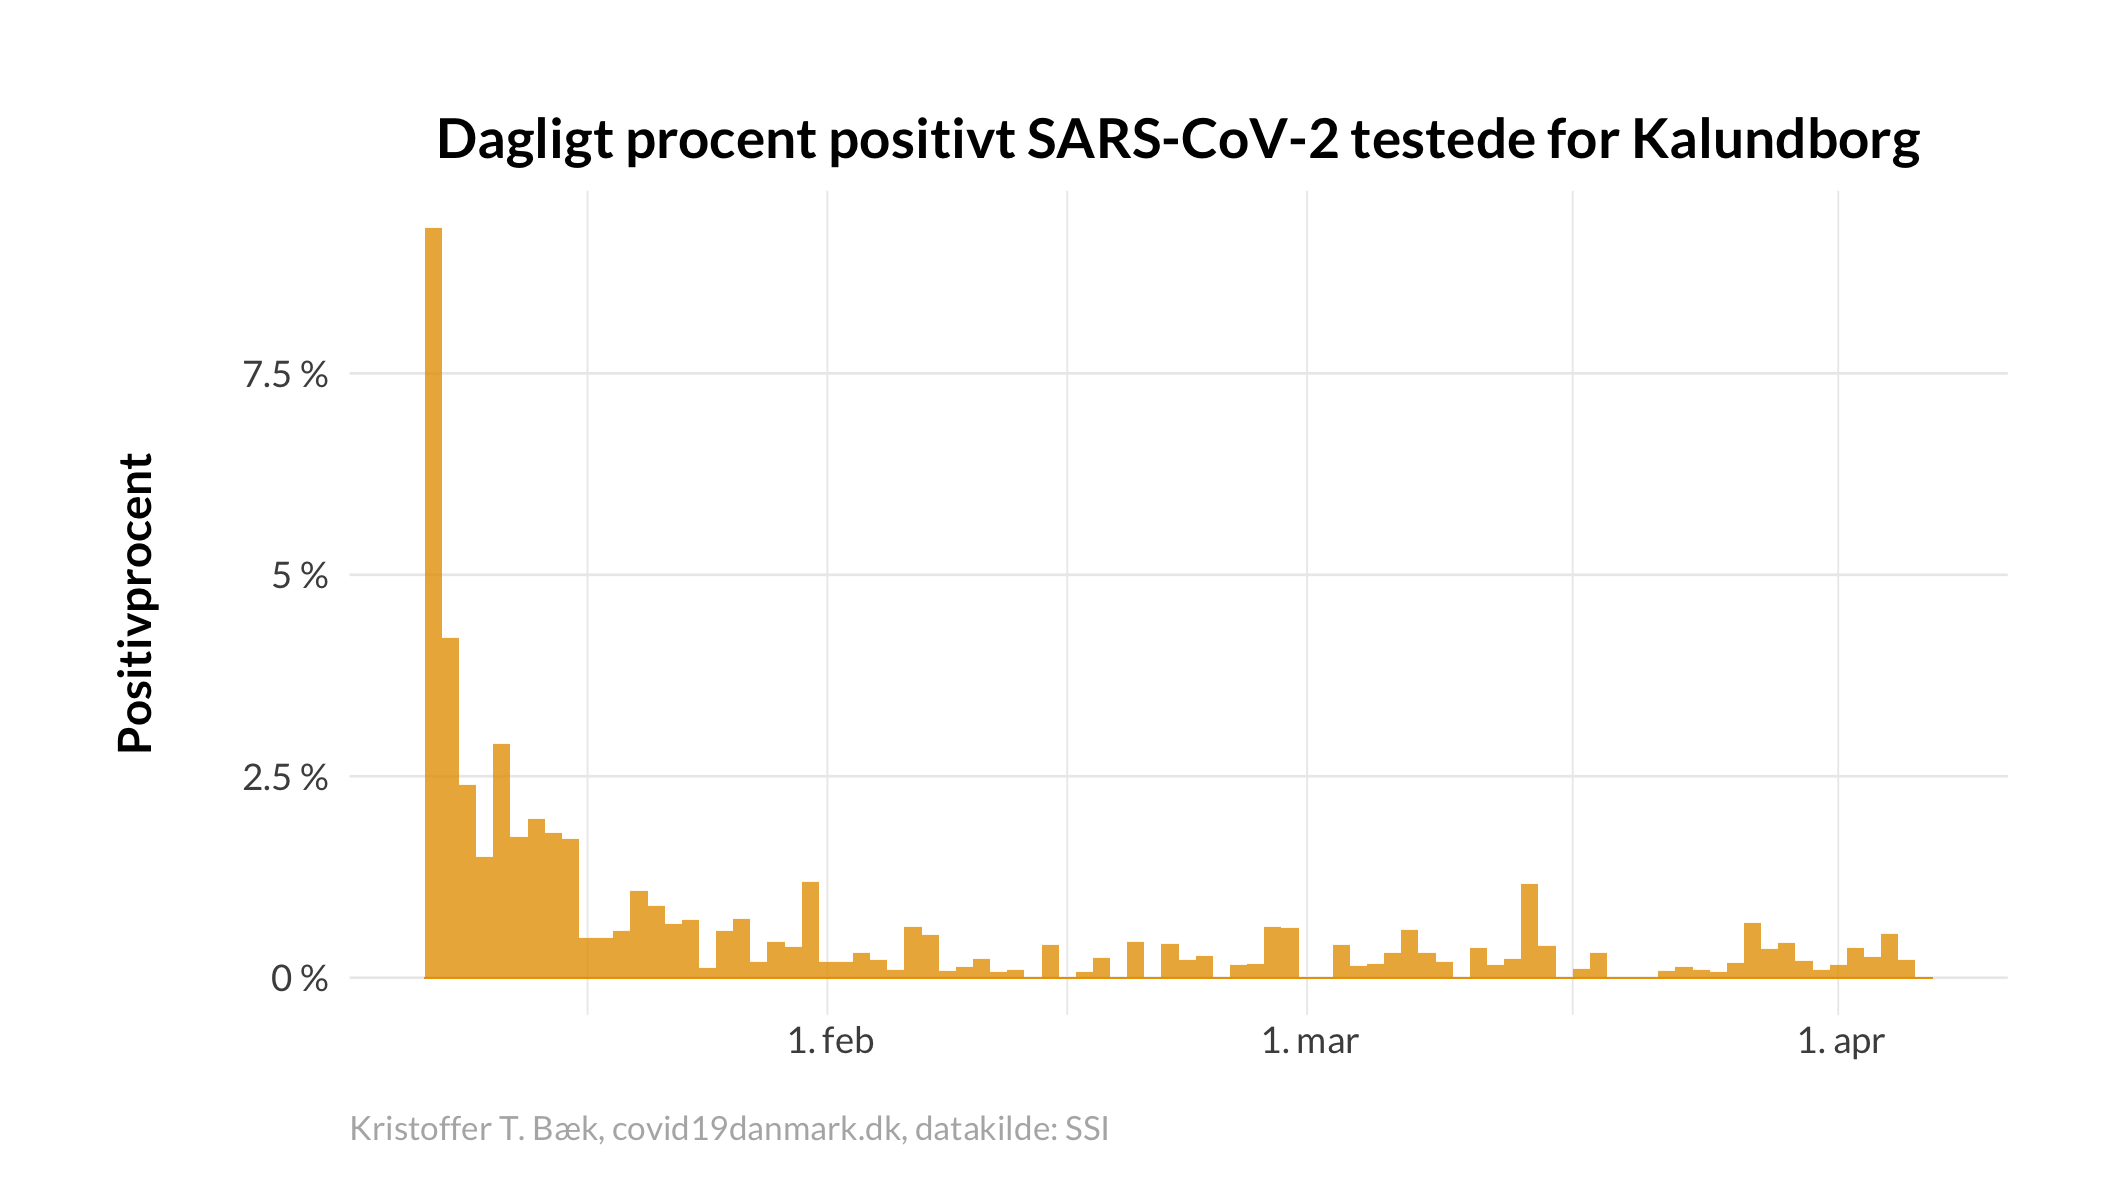 Dagligt procent positivt SARS-CoV-2 testede for Kalundborg
Positivprocent
7.5 %
5 %
2.5 %
0 %
1. feb
1. mar
1. apr
Kristoffer T. Bæk, covid19danmark.dk, datakilde: SSI